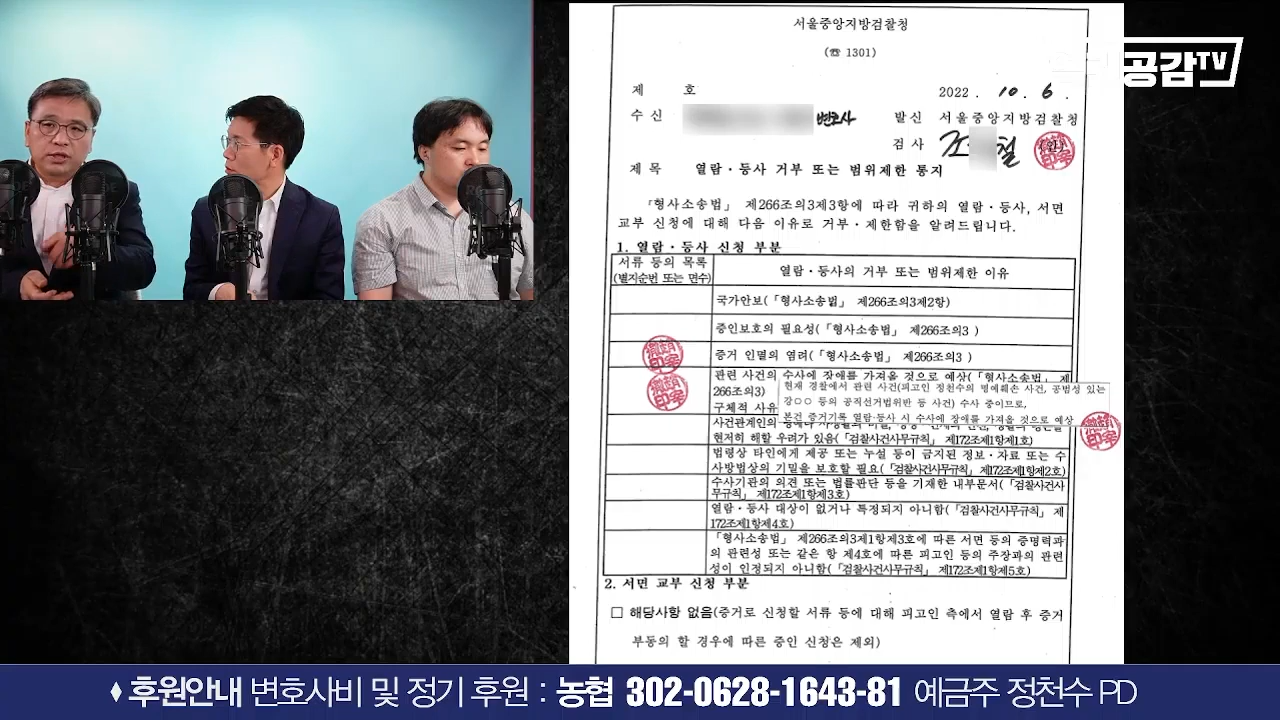 서울중앙지방검찰청
(☎ 1301)
공감TV
제 호
2022 . 10 . 6 .
수 신 변호사
발 신 서울중앙지방검찰청
검 사 조 철 (인)
제 목 열람·등사 거부 또는 범위제한 통지
「형사소송법」 제266조의3제3항에 따라 귀하의 열람·등사, 서면
교부 신청에 대해 다음 이유로 거부·제한함을 알려드립니다.
1. 열람·등사 신청 부분
서류 등의 목록
(별지순번 또는 면수)
열람·등사의 거부 또는 범위제한 이유
국가안보(「형사소송법」 제266조의3제2항)
증인보호의 필요성(「형사소송법」 제266조의3 )
증거 인멸의 염려(「형사소송법」 제266조의3 )
관련 사건의 수사에 장애를 가져올 것으로 예상(「형사소송법」 제
266조의3)
구체적 사유
현재 경찰에서 관련 사건(피고인 정천수의 명예훼손 사건, 공범성 있는
강○○ 등의 공직선거법위반 등 사건) 수사 중이므로,
본건 증거기록 열람·등사 시 수사에 장애를 가져올 것으로 예상
사건관계인의
현저히 해할 우려가 있음(「검찰사건사무규칙」 제172조제1항제1호)
법령상 타인에게 제공 또는 누설 등이 금지된 정보·자료 또는 수
사방법상의 기밀을 보호할 필요(「검찰사건사무규칙」 제172조제1항제2호)
수사기관의 의견 또는 법률판단 등을 기재한 내부문서(「검찰사건사
무규칙」 제172조제1항제3호)
열람·등사 대상이 없거나 특정되지 아니함(「검찰사건사무규칙」 제
172조제1항제4호)
「형사소송법」 제266조의3제1항제3호에 따른 서면 등의 증명력과
의 관련성 또는 같은 항 제4호에 따른 피고인 등의 주장과의 관련
성이 인정되지 아니함(「검찰사건사무규칙」 제172조제1항제5호)
2. 서면 교부 신청 부분
□ 해당사항 없음(증거로 신청할 서류 등에 대해 피고인 측에서 열람 후 증거
부동의 할 경우에 따른 증인 신청은 제외)
♦ 후원안내 변호사비 및 정기 후원 : 농협 302-0628-1643-81 예금주 정천수 PD